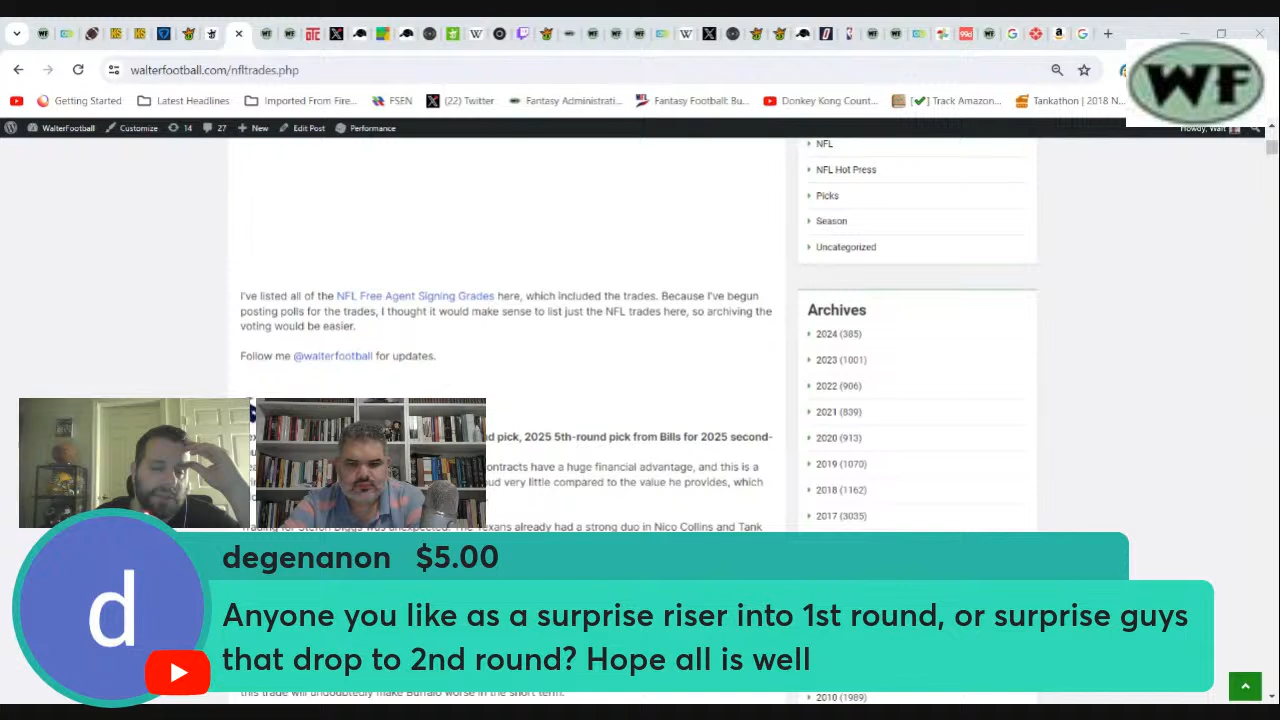 walterfootball.com/nfltrades.php
WF
Getting Started
Latest Headlines
Imported From Fire...
FSEN
(22) Twitter
Fantasy Administrati...
Fantasy Football: Bu...
Donkey Kong Count...
Track Amazon...
Tankathon | 2018 N...
WalterFootball
Customize
14
27
New
Edit Post
Performance
Howdy, Walt
NFL
NFL Hot Press
Picks
Season
Uncategorized
I've listed all of the NFL Free Agent Signing Grades here, which included the trades. Because I've begun
posting polls for the trades, I thought it would make sense to list just the NFL trades here, so archiving the
voting would be easier.
Follow me @walterfootball for updates.
Archives
2024 (385)
2023 (1001)
2022 (906)
2021 (839)
2020 (913)
2019 (1070)
2018 (1162)
2017 (3035)
pick, 2025 5th-round pick from Bills for 2025 second-
contracts have a huge financial advantage, and this is a
very little compared to the value he provides, which
Trading for Stefon Diggs was unexpected. The Texans already had a strong duo in Nico Collins and Tank
degenanon $5.00
Anyone you like as a surprise riser into 1st round, or surprise guys
that drop to 2nd round? Hope all is well
d
this trade will undoubtedly make Buffalo worse in the short term.
2010 (1989)